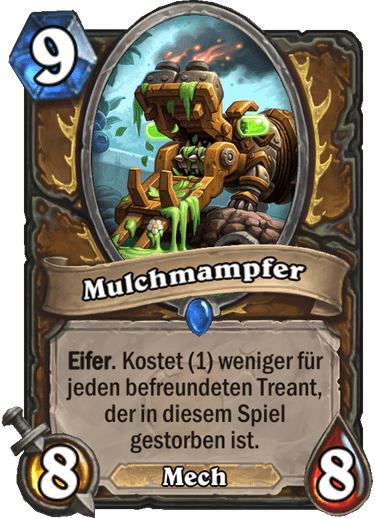 9
Mulchmampfer
Eifer. Kostet (1) weniger für
jeden befreundeten Treant,
der in diesem Spiel
gestorben ist.
8
Mech
8